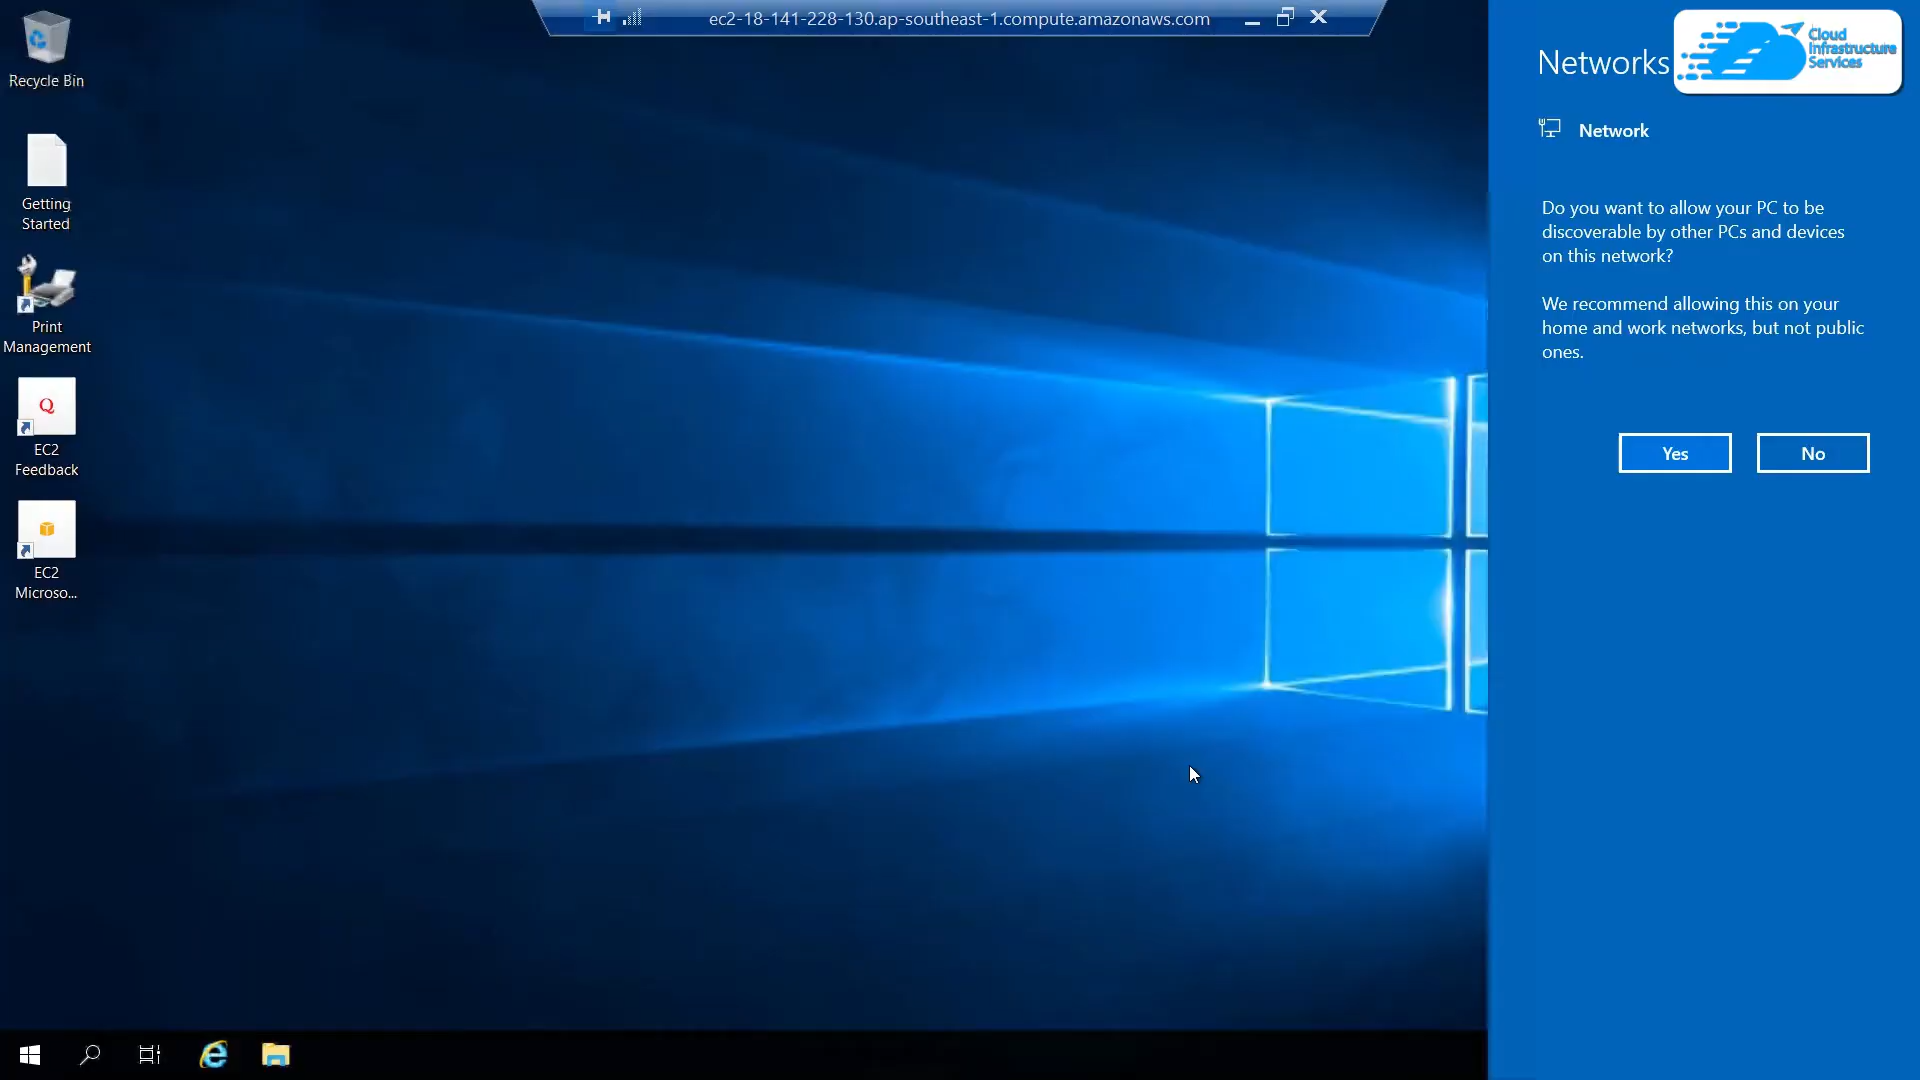 ec2-18-141-228-130.ap-southeast-1.compute.amazonaws.com
Recycle Bin
Getting
Started
Print
Management
Q
EC2
Feedback
EC2
Microso...
Networks
Cloud
Infrastructure
Services
Network
Do you want to allow your PC to be
discoverable by other PCs and devices
on this network?
We recommend allowing this on your
home and work networks, but not public
ones.
Yes
No